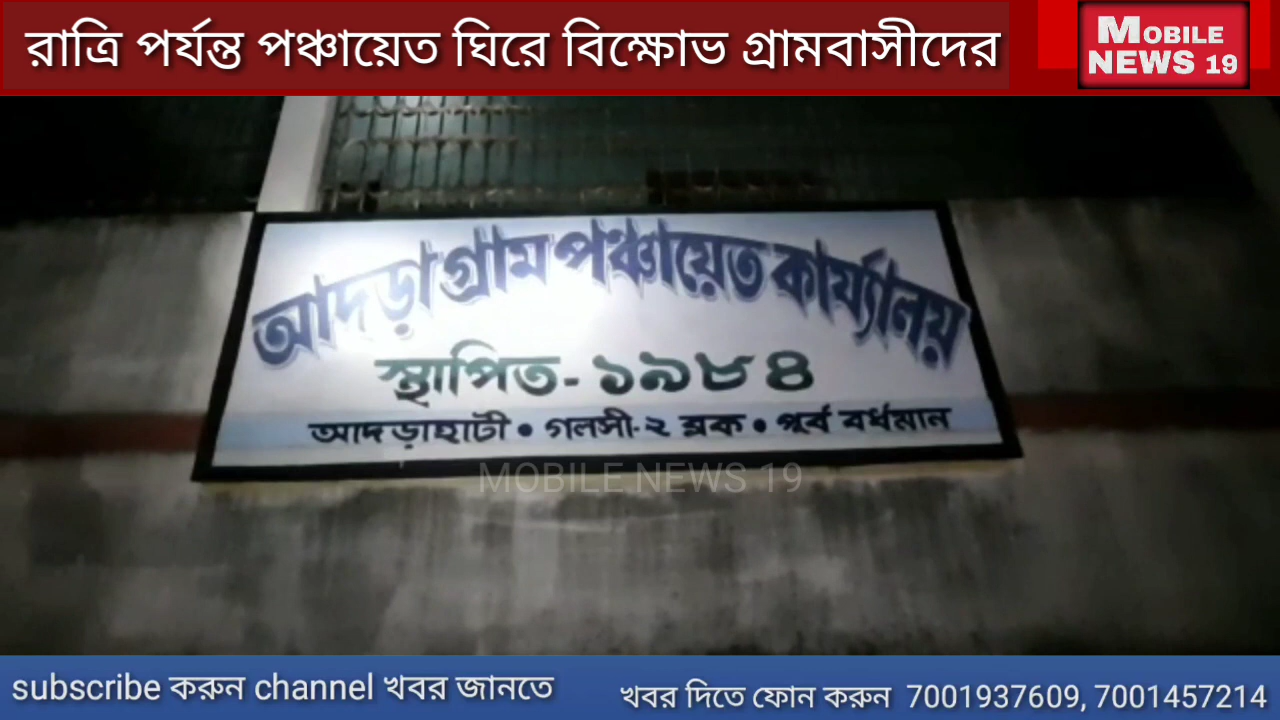 রাত্রি পর্যন্ত পঞ্চায়েত ঘিরে বিক্ষোভ গ্রামবাসীদের
MOBILE
NEWS 19
আদড়া গ্রাম পঞ্চায়েত কার্য্যালয়
স্থাপিত- ১৯৮৪
আদড়াহাটী • গলসী-২ ব্লক • পূর্ব বর্ধমান
MOBILE NEWS 19
subscribe করুন channel খবর জানতে
খবর দিতে ফোন করুন 7001937609, 7001457214